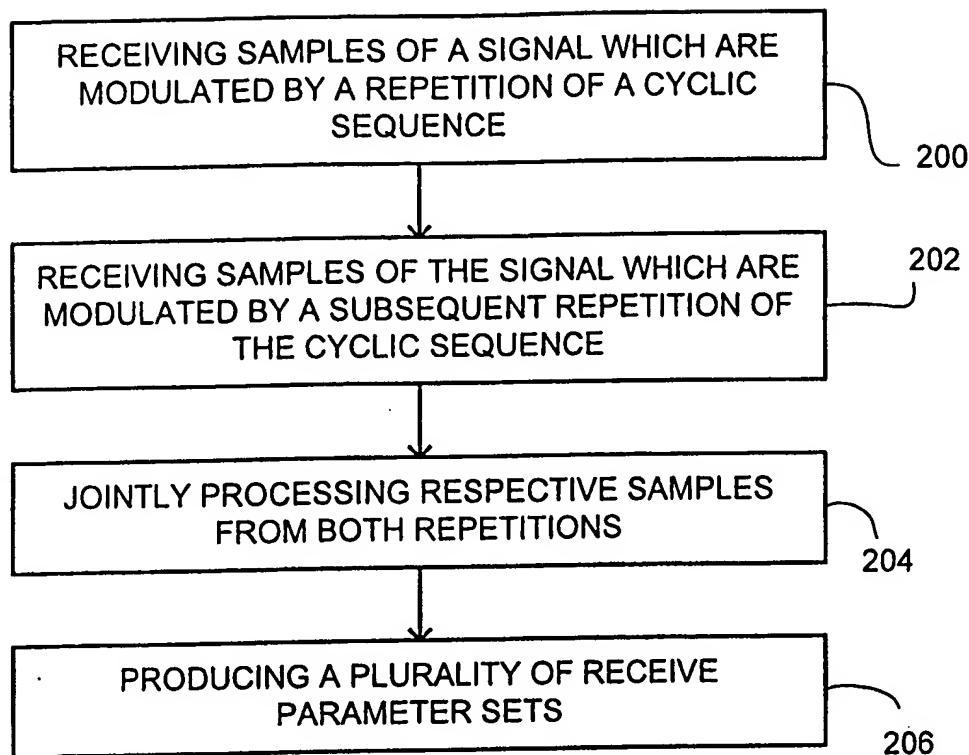 RECEIVING SAMPLES OF A SIGNAL WHICH ARE
MODULATED BY A REPETITION OF A CYCLIC
SEQUENCE
200
RECEIVING SAMPLES OF THE SIGNAL WHICH ARE
MODULATED BY A SUBSEQUENT REPETITION OF
THE CYCLIC SEQUENCE
202
JOINTLY PROCESSING RESPECTIVE SAMPLES
FROM BOTH REPETITIONS
204
PRODUCING A PLURALITY OF RECEIVE
PARAMETER SETS
206